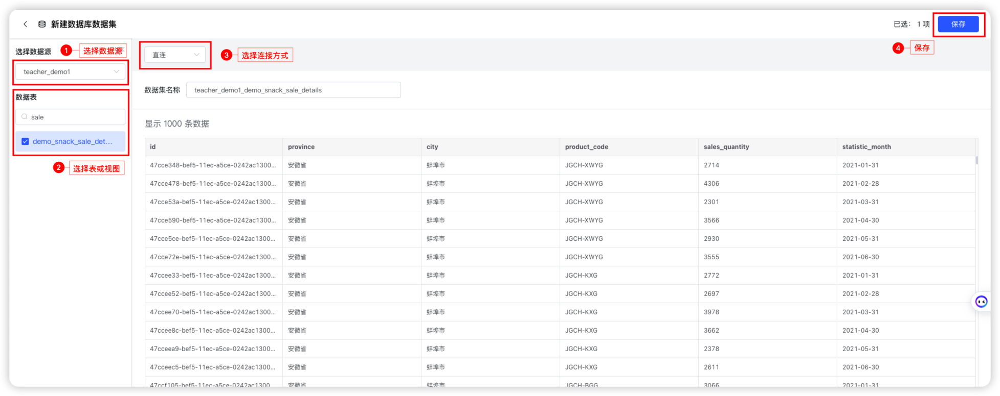 新建数据库数据集
已选： 1 项
保存
选择数据源
1 选择数据源
直连
3 选择连接方式
4 保存
teacher_demo1
数据集名称 teacher_demo1_demo_snack_sale_details
数据表
sale
demo_snack_sale_det...
2 选择表或视图
显示 1000 条数据
id province city product_code sales_quantity statistic_month
47cce348-bef5-11ec-a5ce-0242ac1300... 安徽省 蚌埠市 JGCH-XWYG 2714 2021-01-31
47cce478-bef5-11ec-a5ce-0242ac1300... 安徽省 蚌埠市 JGCH-XWYG 4306 2021-02-28
47cce53a-bef5-11ec-a5ce-0242ac1300... 安徽省 蚌埠市 JGCH-XWYG 2301 2021-03-31
47cce590-bef5-11ec-a5ce-0242ac1300... 安徽省 蚌埠市 JGCH-XWYG 3566 2021-04-30
47cce5ce-bef5-11ec-a5ce-0242ac1300... 安徽省 蚌埠市 JGCH-XWYG 2930 2021-05-31
47cce72e-bef5-11ec-a5ce-0242ac1300... 安徽省 蚌埠市 JGCH-XWYG 3555 2021-06-30
47ccee33-bef5-11ec-a5ce-0242ac1300... 安徽省 蚌埠市 JGCH-KXG 2772 2021-01-31
47ccee52-bef5-11ec-a5ce-0242ac1300... 安徽省 蚌埠市 JGCH-KXG 2697 2021-02-28
47ccee70-bef5-11ec-a5ce-0242ac1300... 安徽省 蚌埠市 JGCH-KXG 3978 2021-03-31
47ccee8c-bef5-11ec-a5ce-0242ac1300... 安徽省 蚌埠市 JGCH-KXG 3662 2021-04-30
47cceea9-bef5-11ec-a5ce-0242ac1300... 安徽省 蚌埠市 JGCH-KXG 2378 2021-05-31
47cceec5-bef5-11ec-a5ce-0242ac1300... 安徽省 蚌埠市 JGCH-KXG 2611 2021-06-30
47ccf105-bef5-11ec-a5ce-0242ac1300 安徽省 蚌埠市 JGCH-BGG 3066 2021-01-31